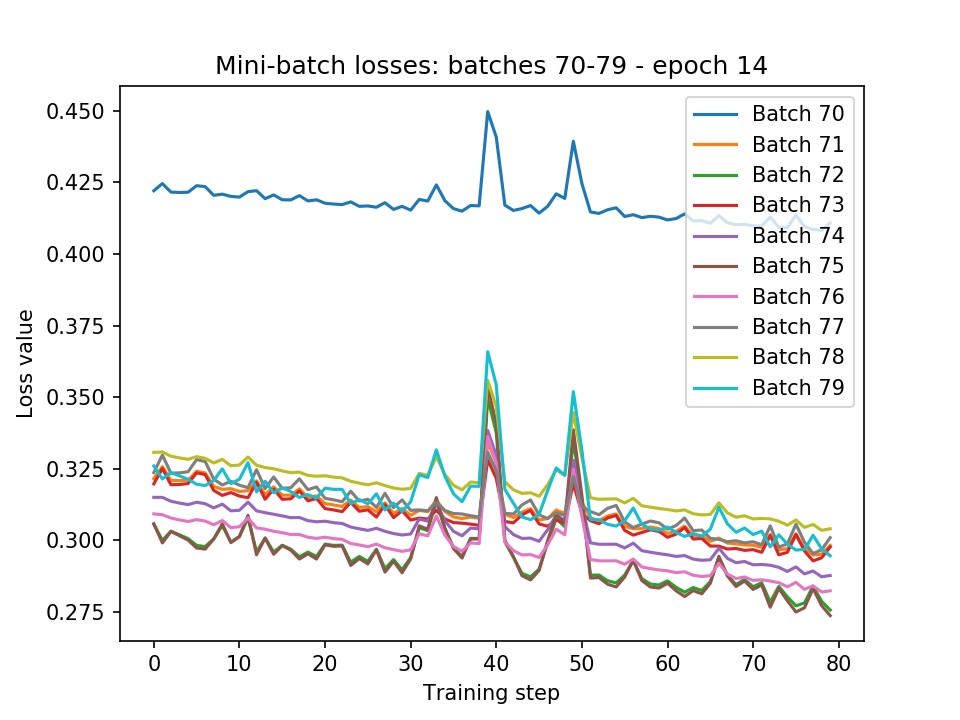 Mini-batch losses: batches 70-79 - epoch 14
0.450
0.425
0.400
0.375
0.350
0.325
0.300
0.275
Loss value
Batch 70
Batch 71
Batch 72
Batch 73
Batch 74
Batch 75
Batch 76
Batch 77
Batch 78
Batch 79
0 10 20 30 40 50 60 70 80
Training step